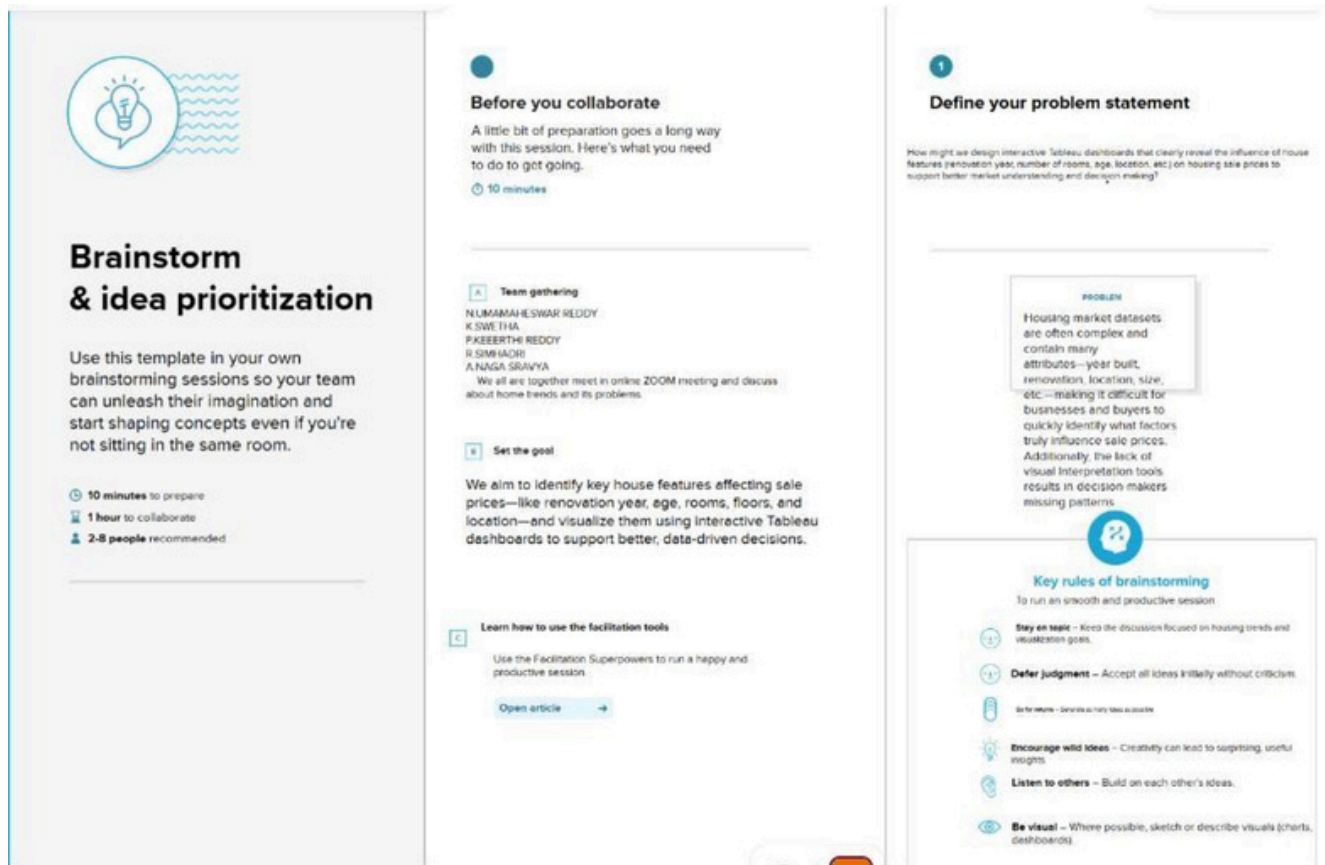 Brainstorm
& idea prioritization
Use this template in your own
brainstorming sessions so your team
can unleash their imagination and
start shaping concepts even if you're
not sitting in the same room.
10 minutes to prepare
1 hour to collaborate
2-8 people recommended
Before you collaborate
A little bit of preparation goes a long way
with this session. Here's what you need
to do to get going.
10 minutes
A Team gathering
N.UMAMAHESWAR REDDY
K.SWETHA
P.KEEERTHI REDDY
R.SIMHADRI
A.NAGA SRAVYA
We all are together meet in online ZOOM meeting and discuss
about home trends and its problems.
B Set the goal
We aim to identify key house features affecting sale
prices—like renovation year, age, rooms, floors, and
location—and visualize them using interactive Tableau
dashboards to support better, data-driven decisions.
C Learn how to use the facilitation tools
Use the Facilitation Superpowers to run a happy and
productive session.
Open article →
1
Define your problem statement
How might we design interactive Tableau dashboards that clearly reveal the influence of house
features (renovation year, number of rooms, age, location, etc.) on housing sale prices to
support better market understanding and decision making?
PROBLEM
Housing market datasets
are often complex and
contain many
attributes—year built,
renovation, location, size,
etc.—making it difficult for
businesses and buyers to
quickly identify what factors
truly influence sale prices.
Additionally, the lack of
visual interpretation tools
results in decision-makers
missing patterns
Key rules of brainstorming
To run an smooth and productive session
Stay on topic – Keep the discussion focused on housing trends and
visualization goals.
Defer judgment – Accept all ideas initially without criticism.
Go for volume – Generate as many ideas as possible
Encourage wild ideas – Creativity can lead to surprising, useful
insights
Listen to others – Build on each other's ideas.
Be visual – Where possible, sketch or describe visuals (charts,
dashboards).